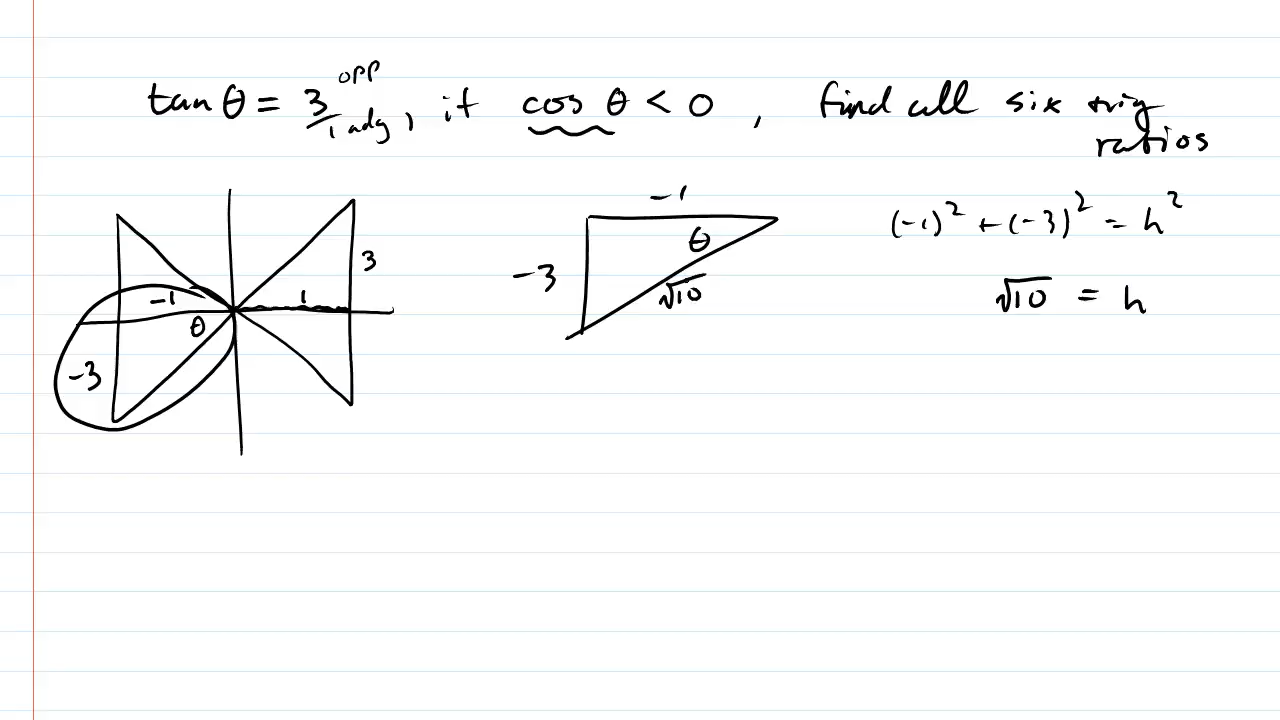 opp
tan θ = 3/1 adj, if cos θ < 0, find all six trig
ratios
-1
(-1)² + (-3)² = h²
3
θ
-3
√10
√10 = h
-1
1
θ
-3